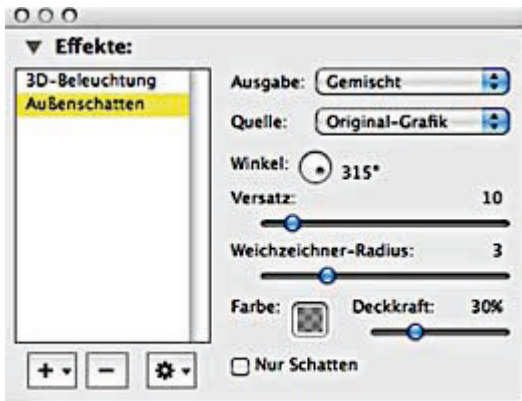 Effekte:
3D-Beleuchtung
Außenschatten
Ausgabe: Gemischt
Quelle: Original-Grafik
Winkel: 315°
Versatz: 10
Weichzeichner-Radius: 3
Farbe: Deckkraft: 30%
Nur Schatten